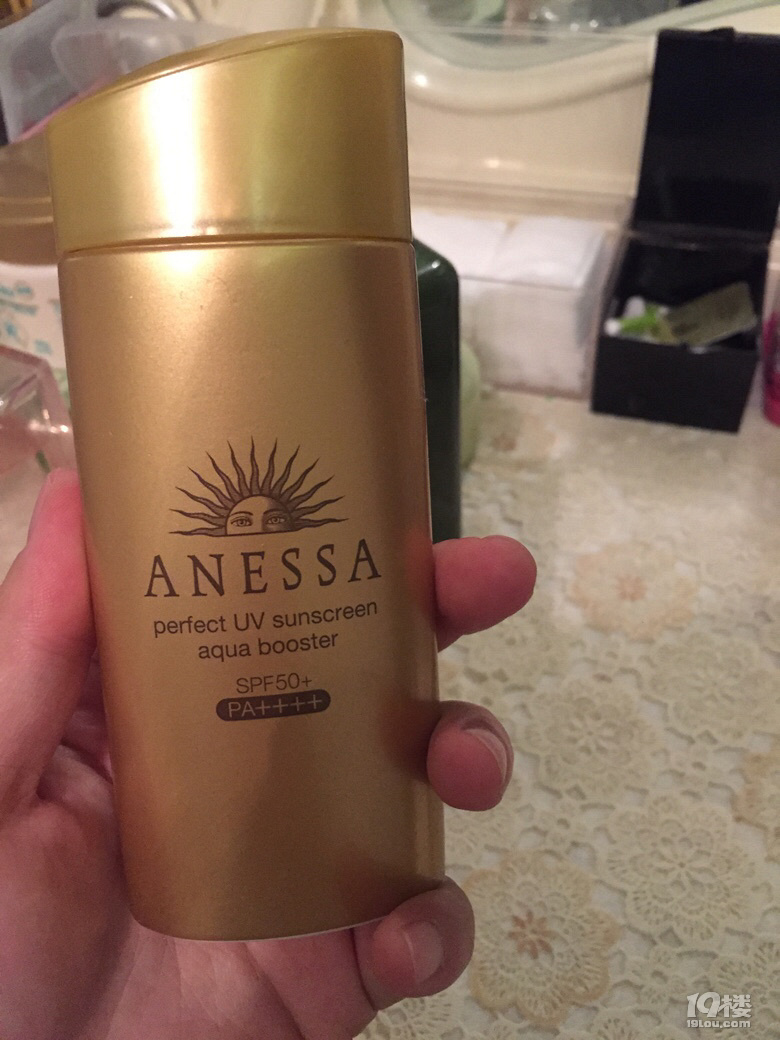 ANESSA
perfect UV sunscreen
aqua booster
SPF50+
PA++++
19楼
19lou.com